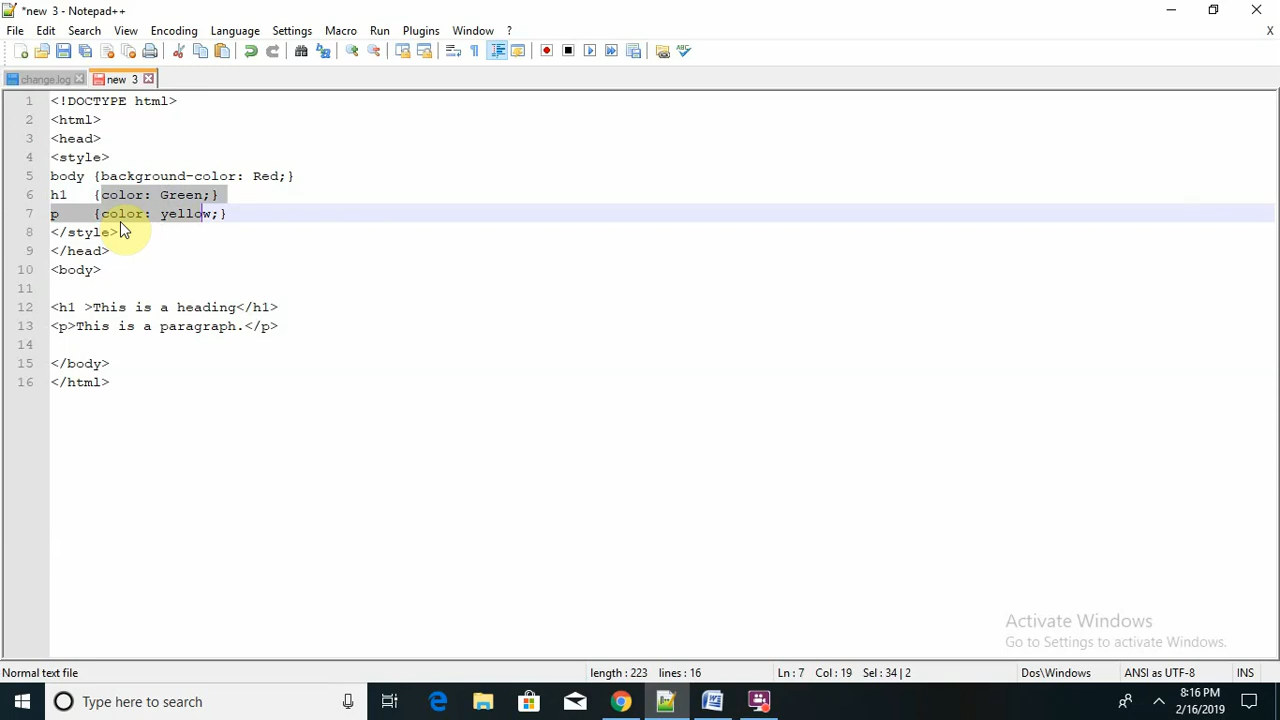 *new 3 - Notepad++
File Edit Search View Encoding Language Settings Macro Run Plugins Window ? X
change.log new 3
1 <!DOCTYPE html>
2 <html>
3 <head>
4 <style>
5 body {background-color: Red;}
6 h1 {color: Green;}
7 p {color: yellow;}
8 </style>
9 </head>
10 <body>
11
12 <h1 >This is a heading</h1>
13 <p>This is a paragraph.</p>
14
15 </body>
16 </html>
Activate Windows
Go to Settings to activate Windows.
Normal text file length : 223 lines : 16 Ln : 7 Col : 19 Sel : 34 | 2 Dos\Windows ANSI as UTF-8 INS
Type here to search
8:16 PM
2/16/2019